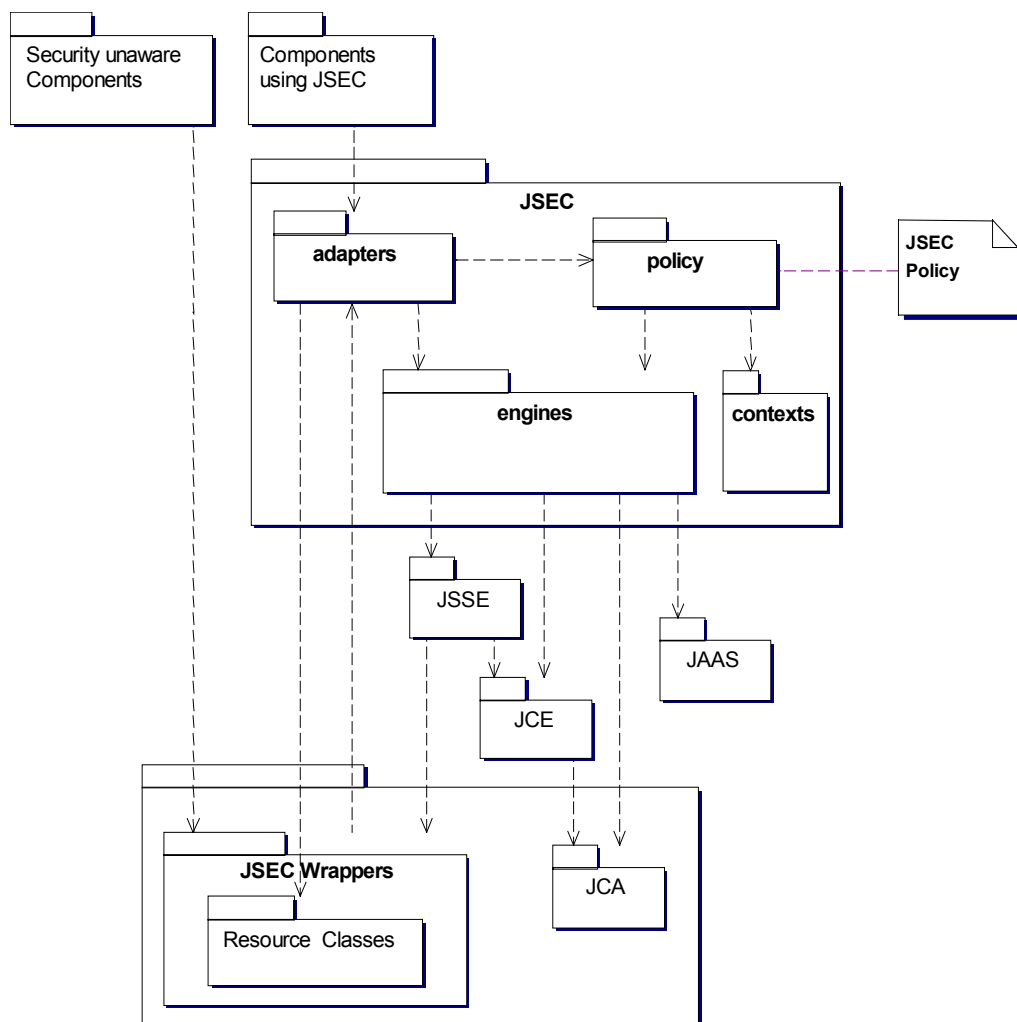 Security unaware
Components
Components
using JSEC
JSEC
adapters
policy
JSEC
Policy
engines
contexts
JSSE
JAAS
JCE
JSEC Wrappers
JCA
Resource Classes